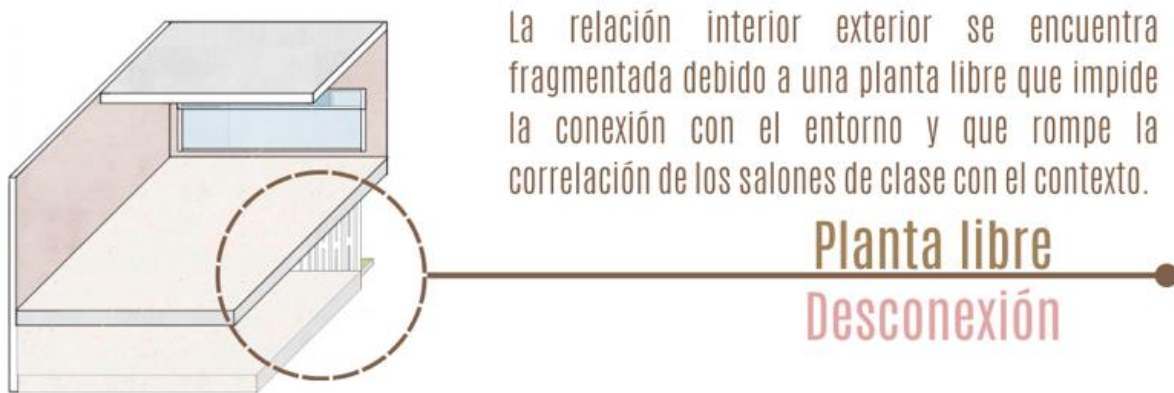 La relación interior exterior se encuentra
fragmentada debido a una planta libre que impide
la conexión con el entorno y que rompe la
correlación de los salones de clase con el contexto.
Planta libre
Desconexión